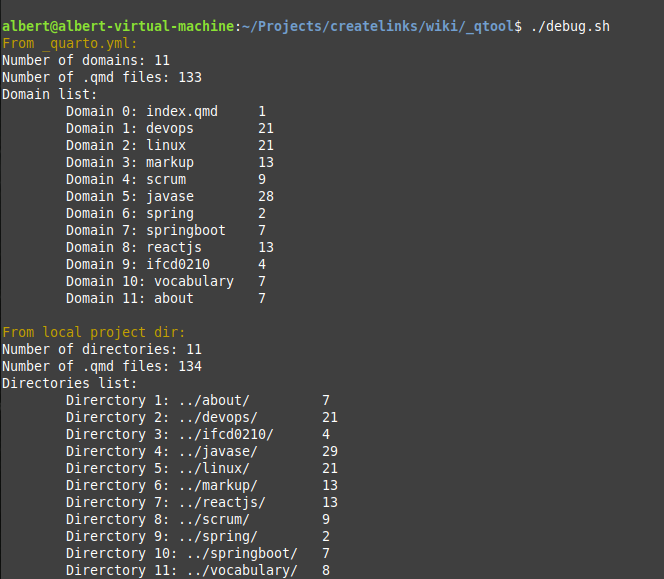 albert@albert-virtual-machine:~/Projects/createlinks/wiki/_qtool$ ./debug.sh
From _quarto.yml:
Number of domains: 11
Number of .qmd files: 133
Domain list:
Domain 0: index.qmd 1
Domain 1: devops 21
Domain 2: linux 21
Domain 3: markup 13
Domain 4: scrum 9
Domain 5: javase 28
Domain 6: spring 2
Domain 7: springboot 7
Domain 8: reactjs 13
Domain 9: ifcd0210 4
Domain 10: vocabulary 7
Domain 11: about 7
From local project dir:
Number of directories: 11
Number of .qmd files: 134
Directories list:
Direrctory 1: ../about/ 7
Direrctory 2: ../devops/ 21
Direrctory 3: ../ifcd0210/ 4
Direrctory 4: ../javase/ 29
Direrctory 5: ../linux/ 21
Direrctory 6: ../markup/ 13
Direrctory 7: ../reactjs/ 13
Direrctory 8: ../scrum/ 9
Direrctory 9: ../spring/ 2
Direrctory 10: ../springboot/ 7
Direrctory 11: ../vocabulary/ 8